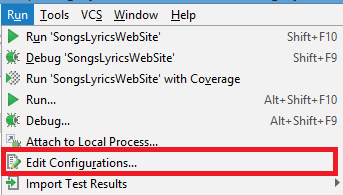 Run Tools VCS Window Help
Run 'SongsLyricsWebSite' Shift+F10
Debug 'SongsLyricsWebSite' Shift+F9
Run 'SongsLyricsWebSite' with Coverage
Run... Alt+Shift+F10
Debug... Alt+Shift+F9
Attach to Local Process...
Edit Configurations...
Import Test Results